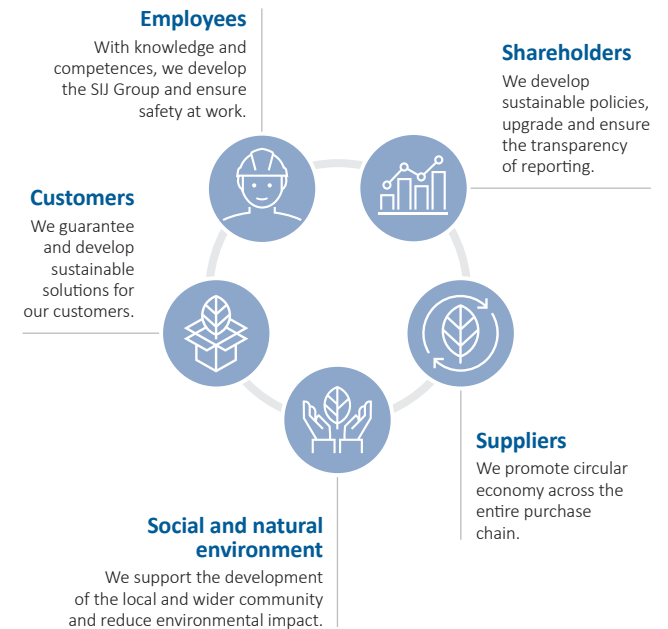 Employees
With knowledge and
competences, we develop
the SIJ Group and ensure
safety at work.
Shareholders
We develop
sustainable policies,
upgrade and ensure
the transparency
of reporting.
Customers
We guarantee
and develop
sustainable
solutions for
our customers.
Suppliers
We promote circular
economy across the
entire purchase
chain.
Social and natural
environment
We support the development
of the local and wider community
and reduce environmental impact.